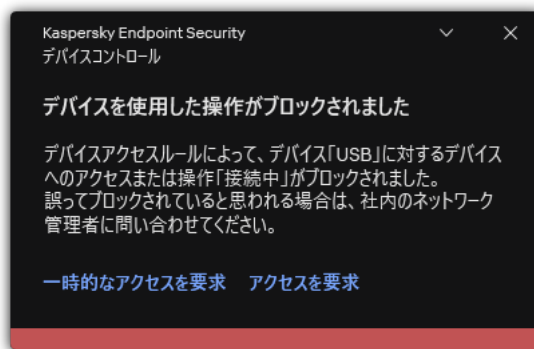 Kaspersky Endpoint Security
デバイスコントロール
デバイスを使用した操作がブロックされました
デバイスアクセスルールによって、デバイス「USB」に対するデバイス
へのアクセスまたは操作「接続中」がブロックされました。
誤ってブロックされていると思われる場合は、社内のネットワーク
管理者に問い合わせてください。
一時的なアクセスを要求 アクセスを要求